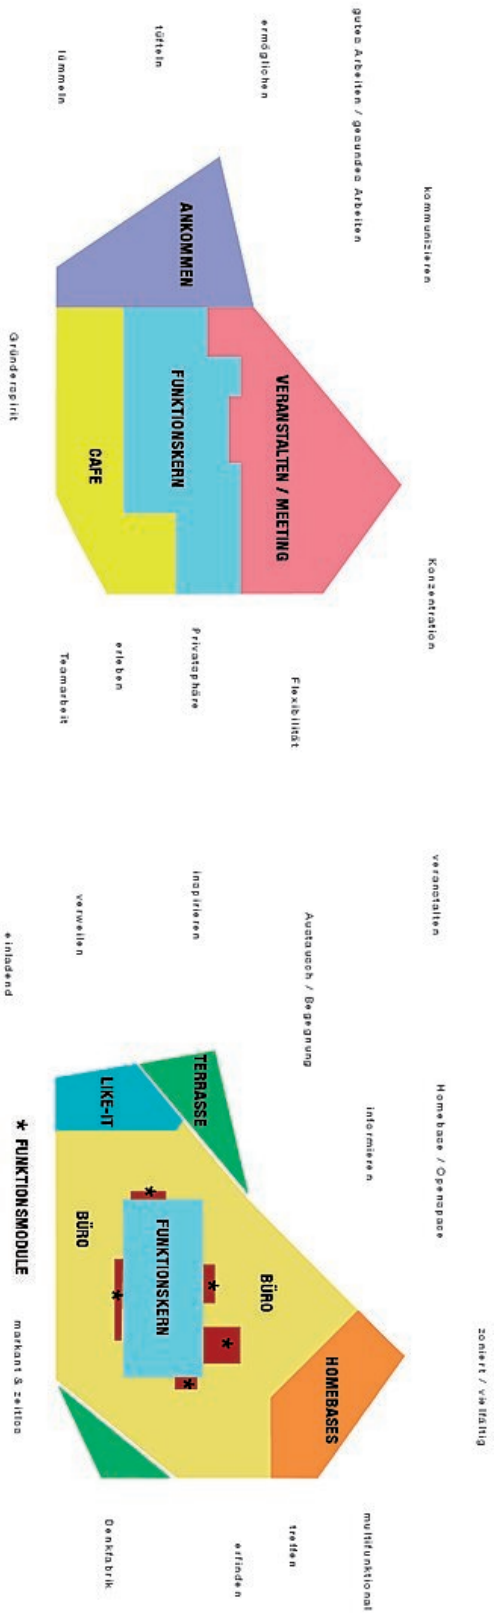 kommunizieren
Konzentration
gutes Arbeiten / gesundes Arbeiten
ermöglichen
Flexibilität
VERANSTALTEN / MEETING
ANKOMMEN
FUNKTIONSKERN
Privatsphäre
tüfteln
erleben
CAFE
lümmeln
Teamarbeit
Gründerspirit
zoniert / vielfältig
veranstalten
Homebase / Openspace
informieren
multifunktional
HOMEBASES
Austausch / Begegnung
treffen
BÜRO
erfinden
inspirieren
TERRASSE
*
*
*
FUNKTIONSKERN
*
*
LIKE-IT
Denkfabrik
verweilen
BÜRO
* FUNKTIONSMODULE
einladend
markant & zeitlos